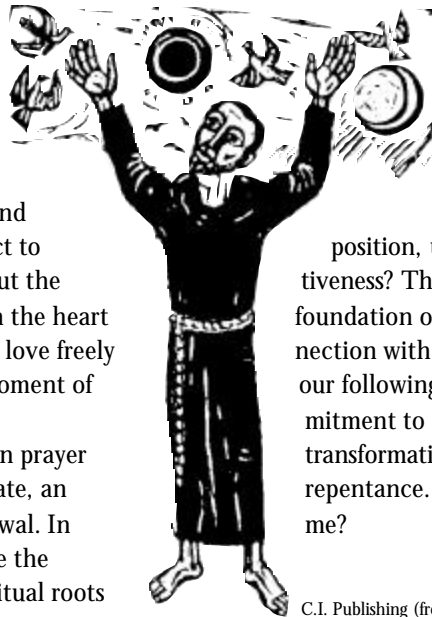 nd
ct to
ut the
n the heart
love freely
oment of
n prayer
ate, an
wal. In
e the
itual roots
position,
tiveness? Th
foundation o
nection with
our following
mitment to
transformati
repentance.
me?
C.I. Publishing (fro